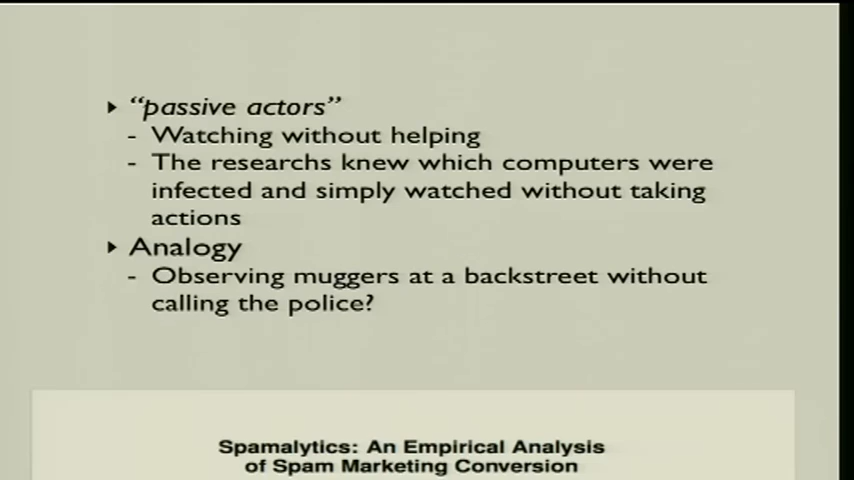 “passive actors”
- Watching without helping
- The researchs knew which computers were
infected and simply watched without taking
actions
Analogy
- Observing muggers at a backstreet without
calling the police?
Spamalytics: An Empirical Analysis
of Spam Marketing Conversion